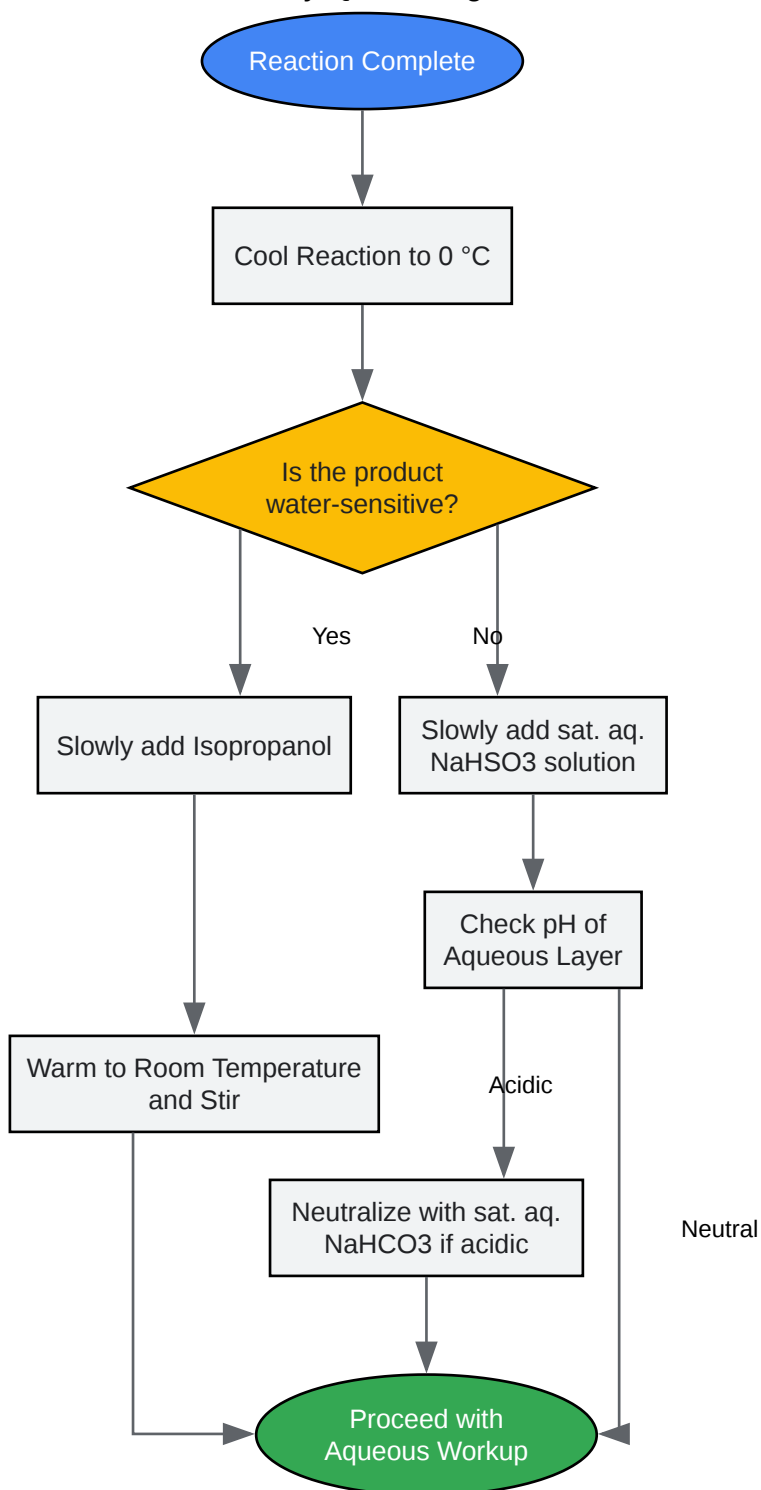 Reaction Complete
Cool Reaction to 0 °C
Is the product
water-sensitive?
Yes
No
Slowly add Isopropanol
Slowly add sat. aq.
NaHSO3 solution
Check pH of
Aqueous Layer
Warm to Room Temperature
and Stir
Acidic
Neutralize with sat. aq.
NaHCO3 if acidic
Neutral
Proceed with
Aqueous Workup